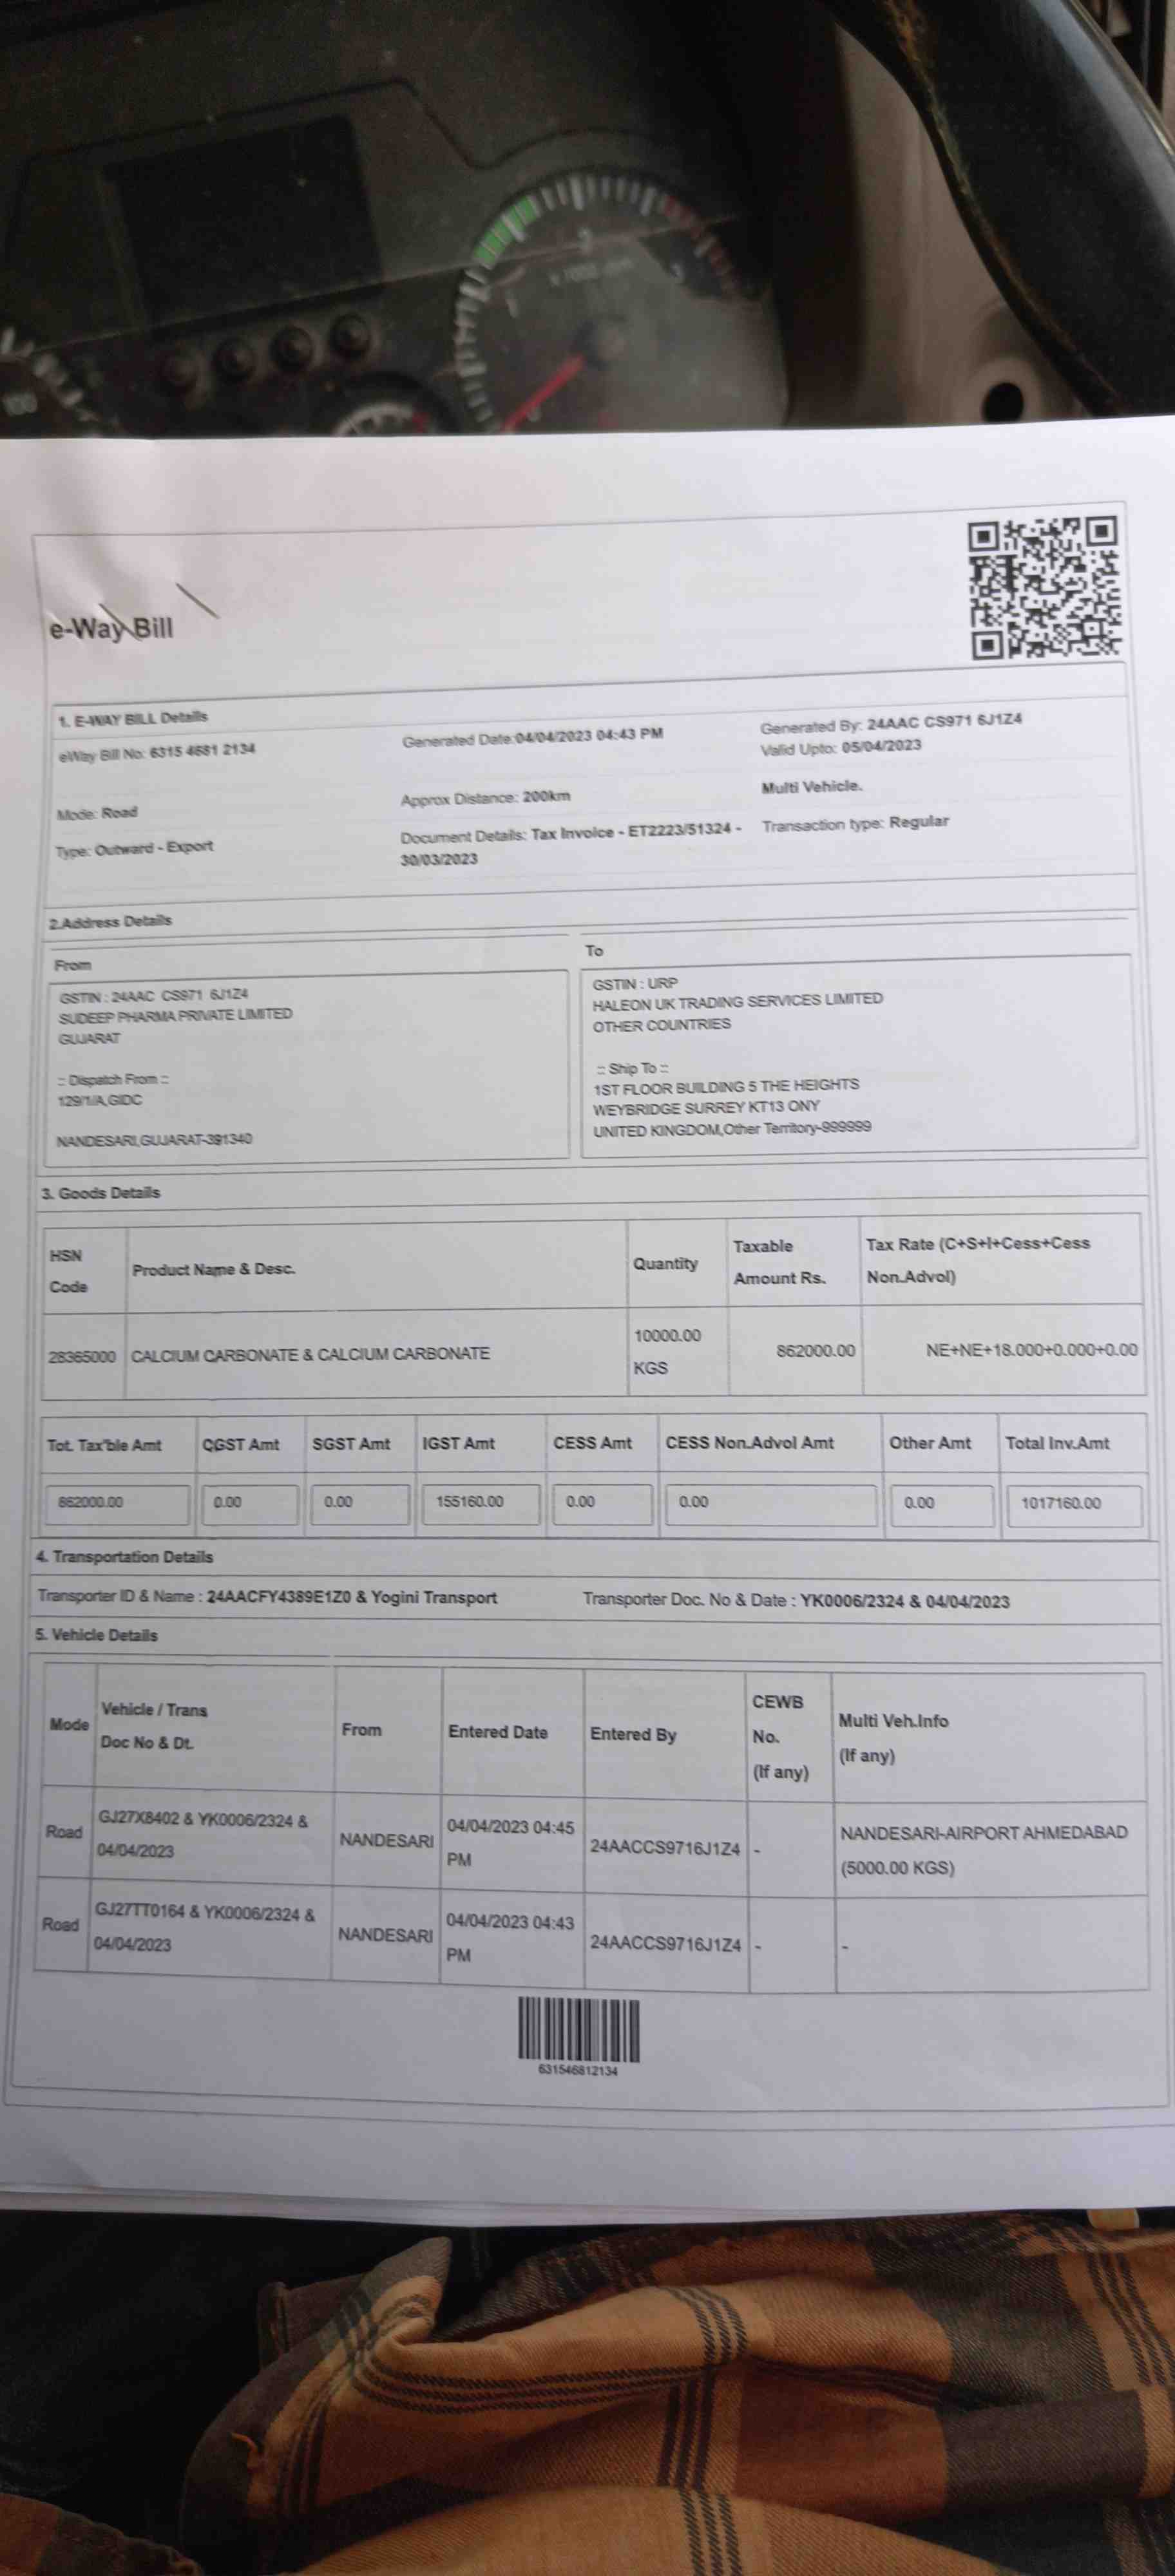 e-Way Bill
1. E-WAY BILL Details
eWay Bill No: 6315 4681 2134
Generated Date:04/04/2023 04:43 PM
Generated By: 24AAC CS971 6J1Z4
Valid Upto: 05/04/2023
Mode: Road
Approx Distance: 200km
Multi Vehicle.
Type: Outward - Export
Document Details: Tax Invoice - ET2223/51324 -
30/03/2023
Transaction type: Regular
2.Address Details
From
GSTIN : 24AAC CS971 6J1Z4
SUDEEP PHARMA PRIVATE LIMITED
GUJARAT
:: Dispatch From ::
129/1/A,GIDC
NANDESARI,GUJARAT-391340
To
GSTIN : URP
HALEON UK TRADING SERVICES LIMITED
OTHER COUNTRIES
:: Ship To ::
1ST FLOOR BUILDING 5 THE HEIGHTS
WEYBRIDGE SURREY KT13 ONY
UNITED KINGDOM,Other Territory-999999
3. Goods Details
HSN
Code
Product Name & Desc.
Quantity
Taxable
Amount Rs.
Tax Rate (C+S+I+Cess+Cess
Non.Advol)
28365000
CALCIUM CARBONATE & CALCIUM CARBONATE
10000.00
KGS
862000.00
NE+NE+18.000+0.000+0.00
Tot. Tax'ble Amt
CGST Amt
SGST Amt
IGST Amt
CESS Amt
CESS Non.Advol Amt
Other Amt
Total Inv.Amt
862000.00
0.00
0.00
155160.00
0.00
0.00
0.00
1017160.00
4. Transportation Details
Transporter ID & Name : 24AACFY4389E1Z0 & Yogini Transport
Transporter Doc. No & Date : YK0006/2324 & 04/04/2023
5. Vehicle Details
Mode
Vehicle / Trans
Doc No & Dt.
From
Entered Date
Entered By
CEWB
No.
(If any)
Multi Veh.Info
(If any)
Road
GJ27X8402 & YK0006/2324 &
04/04/2023
NANDESARI
04/04/2023 04:45
PM
24AACCS9716J1Z4
-
NANDESARI-AIRPORT AHMEDABAD
(5000.00 KGS)
Road
GJ27TT0164 & YK0006/2324 &
04/04/2023
NANDESARI
04/04/2023 04:43
PM
24AACCS9716J1Z4
-
-
631546812134